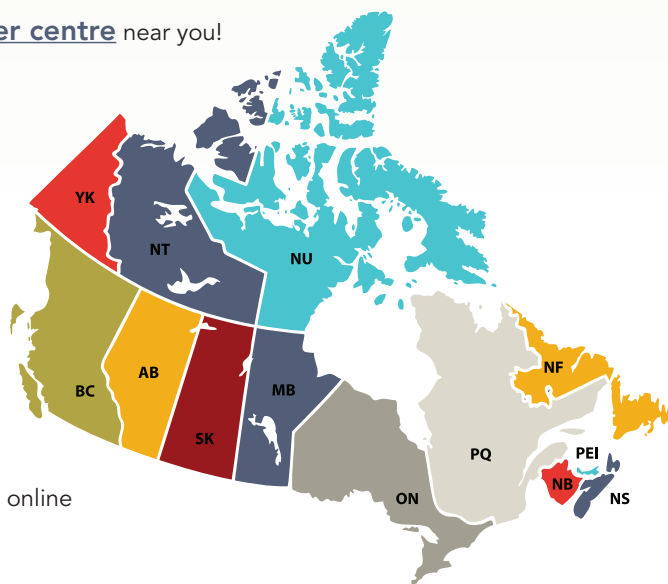 er centre near you!
YK
NT
NU
BC
AB
SK
MB
NF
PQ
PEI
NB
NS
ON
online